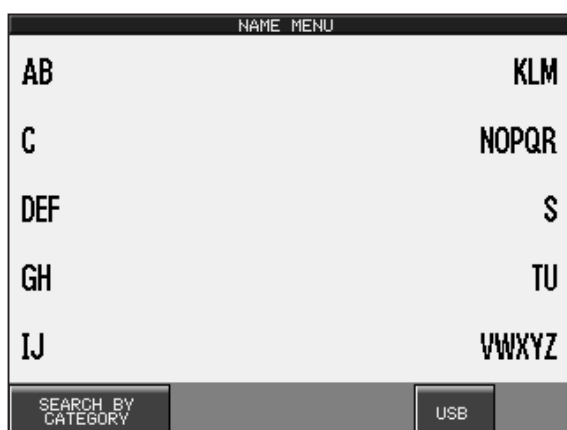 NAME MENU
AB
KLM
C
NOPQR
DEF
S
GH
TU
IJ
VWXYZ
SEARCH BY
CATEGORY
USB